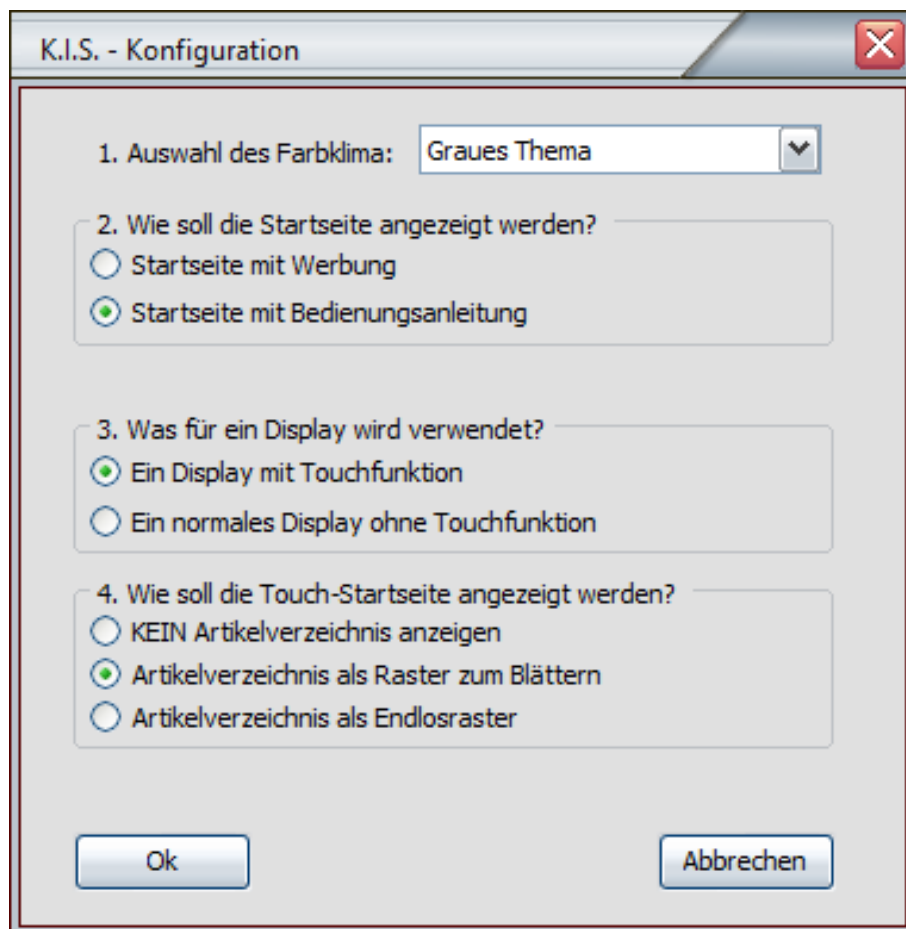 K.I.S. - Konfiguration
1. Auswahl des Farbklima: Graues Thema
2. Wie soll die Startseite angezeigt werden?
Startseite mit Werbung
Startseite mit Bedienungsanleitung
3. Was für ein Display wird verwendet?
Ein Display mit Touchfunktion
Ein normales Display ohne Touchfunktion
4. Wie soll die Touch-Startseite angezeigt werden?
KEIN Artikelverzeichnis anzeigen
Artikelverzeichnis als Raster zum Blättern
Artikelverzeichnis als Endlosraster
Ok Abbrechen